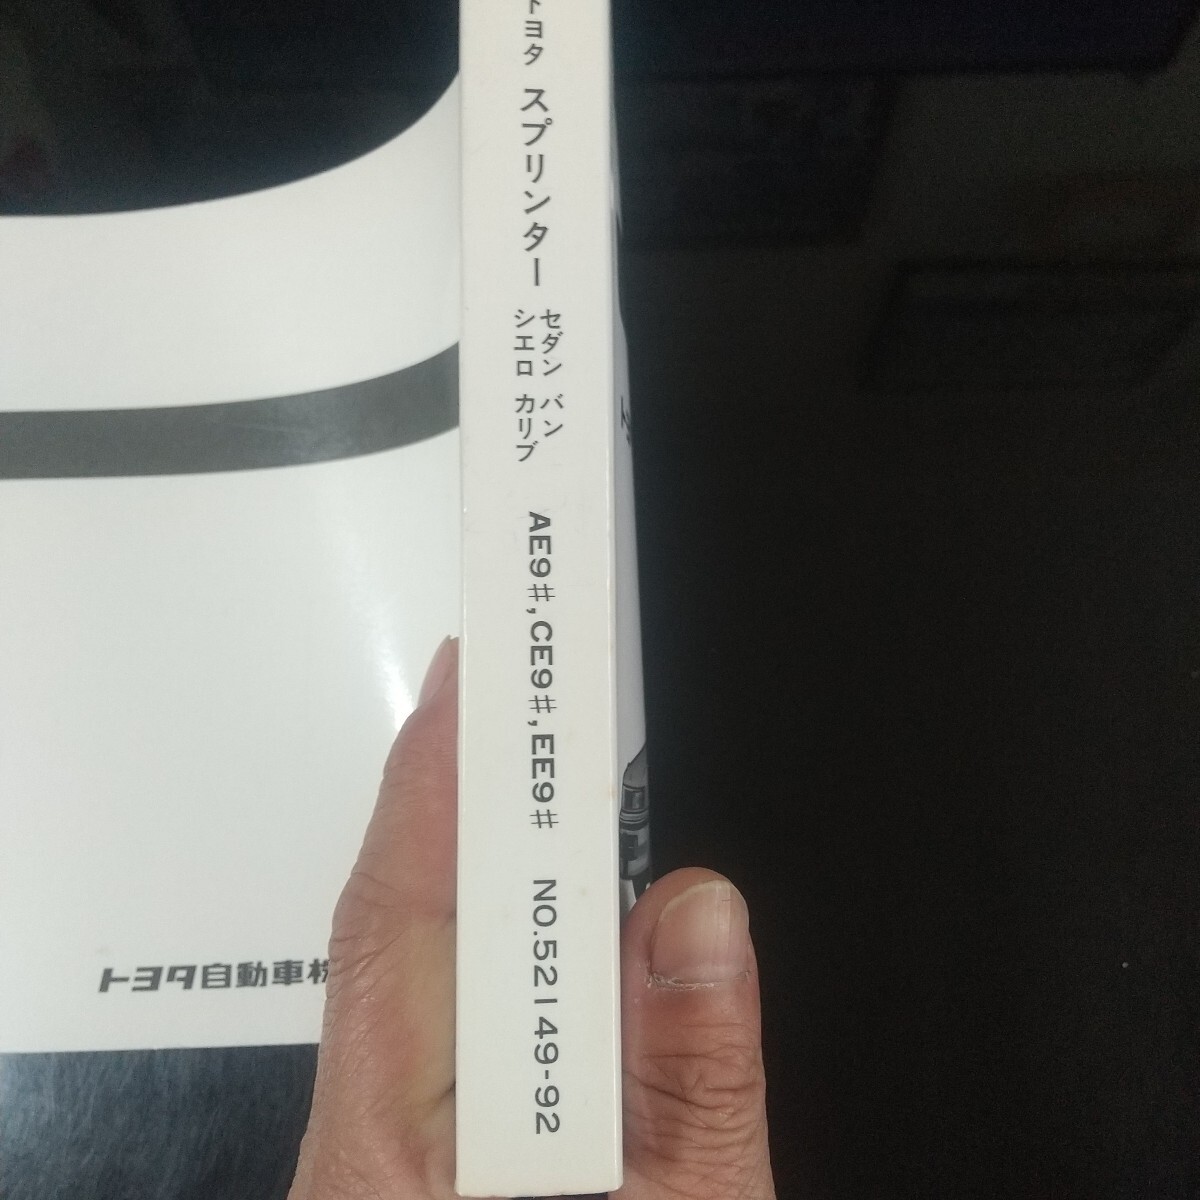 トヨタ スプリンター
セダン バン
シエロ カリブ
AE9#,CE9#,EE9#
NO.52149-92
トヨタ自動車株